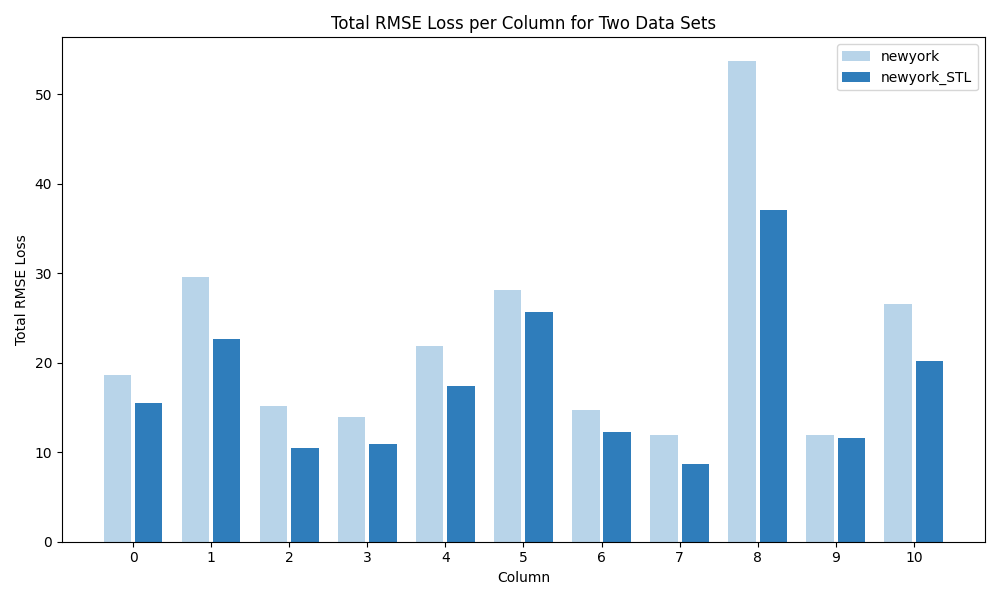 Total RMSE Loss per Column for Two Data Sets
newyork
newyork_STL
Total RMSE Loss
50
40
30
20
10
0
0 1 2 3 4 5 6 7 8 9 10
Column